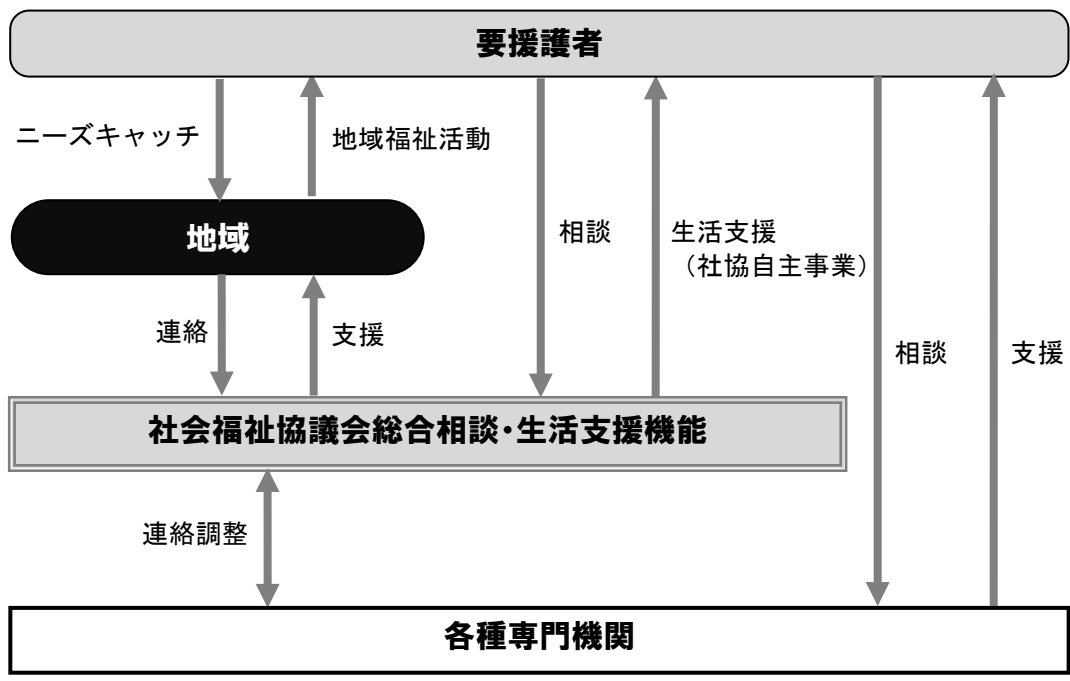 要援護者
ニーズキャッチ
地域福祉活動
地域
相談
生活支援
（社協自主事業）
連絡
支援
相談
支援
社会福祉協議会総合相談･生活支援機能
連絡調整
各種専門機関